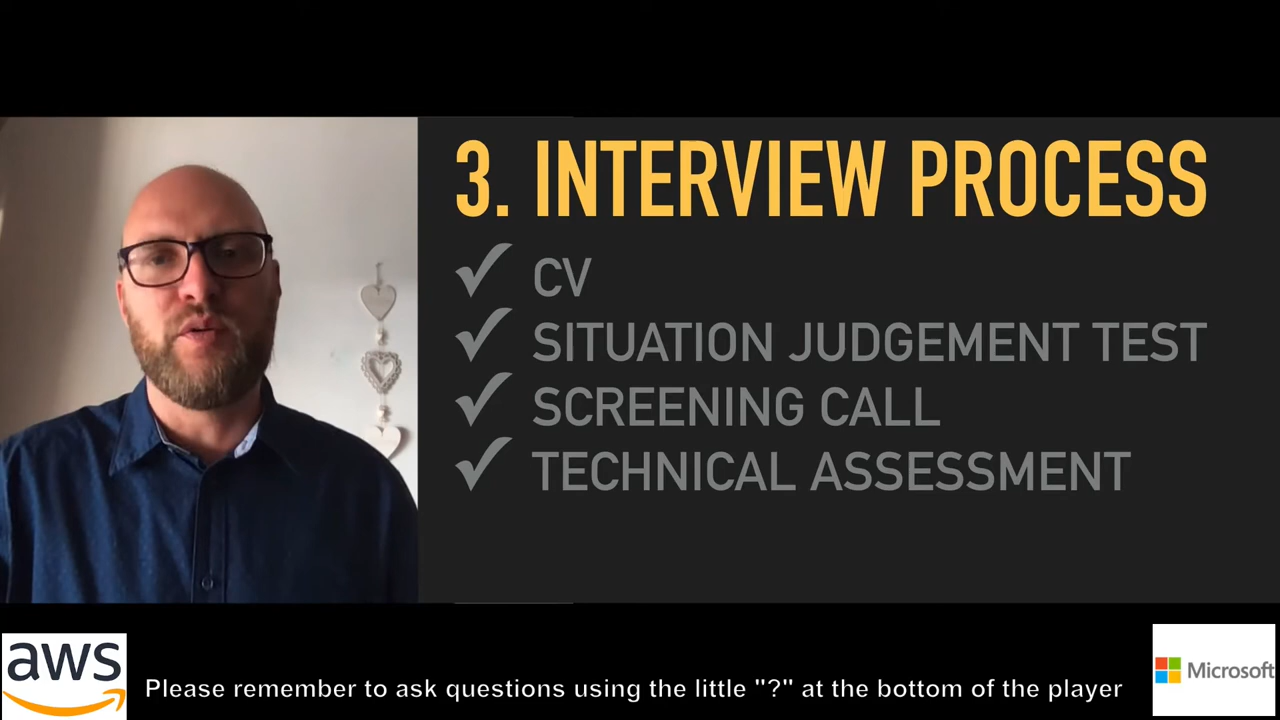 3. INTERVIEW PROCESS
✓ CV
✓ SITUATION JUDGEMENT TEST
✓ SCREENING CALL
✓ TECHNICAL ASSESSMENT
aws
Please remember to ask questions using the little "?" at the bottom of the player
Microsoft